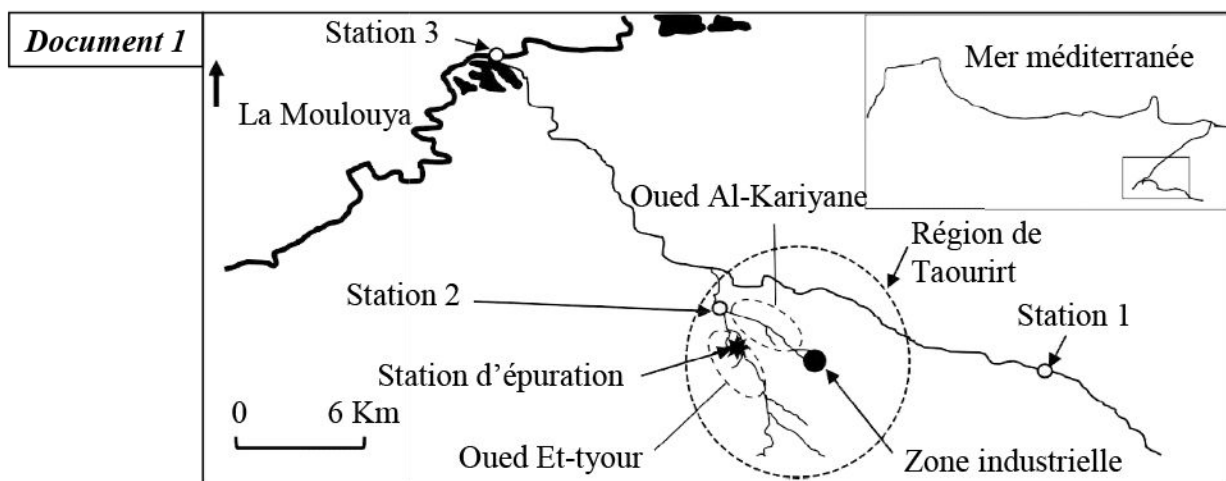 Document 1
Station 3
Mer méditerranée
La Moulouya
Oued Al-Kariyane
Région de
Taourirt
Station 2
Station 1
Station d'épuration
0 6 Km
Oued Et-tyour
Zone industrielle